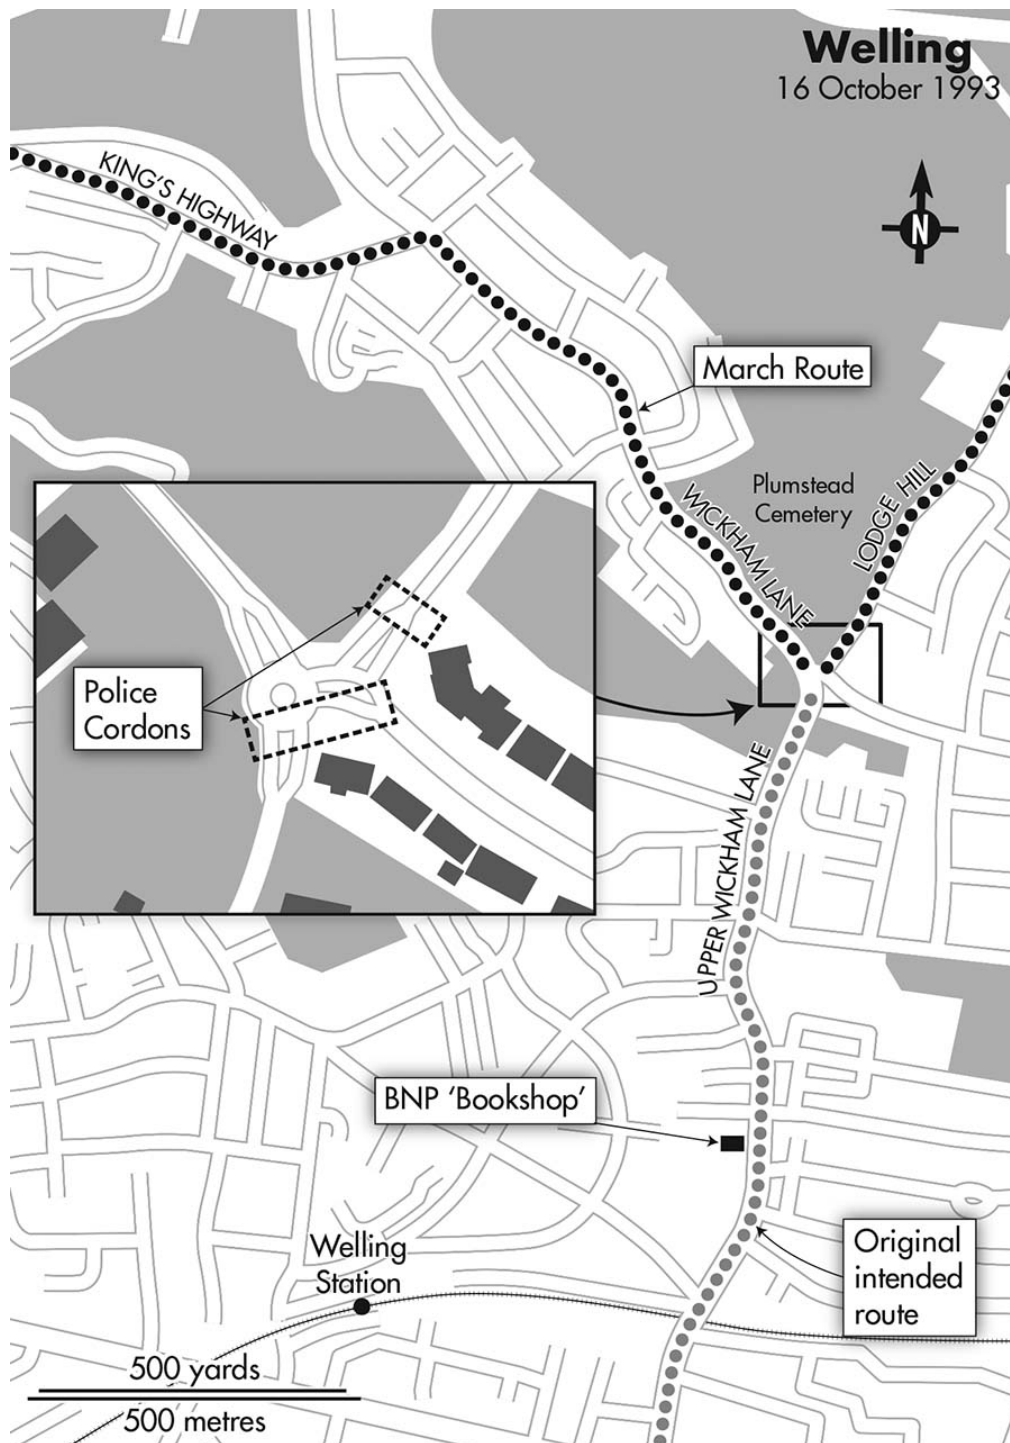 Welling
16 October 1993
KING'S HIGHWAY
N
March Route
Plumstead
Cemetery
WICKHAM LANE
LODGE HILL
Police
Cordons
UPPER WICKHAM LANE
BNP ‘Bookshop’
Welling
Station
Original
intended
route
500 yards
500 metres